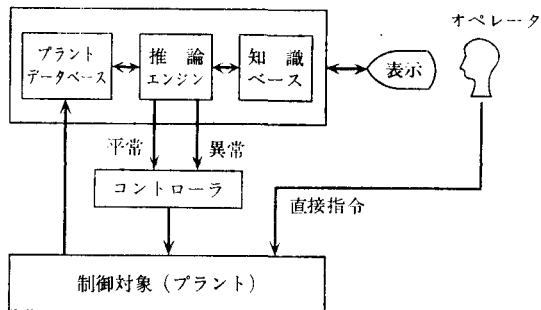 オペレータ
プラント
データベース
推論
エンジン
知識
ベース
表示
平常
異常
コントローラ
直接指令
制御対象（プラント）